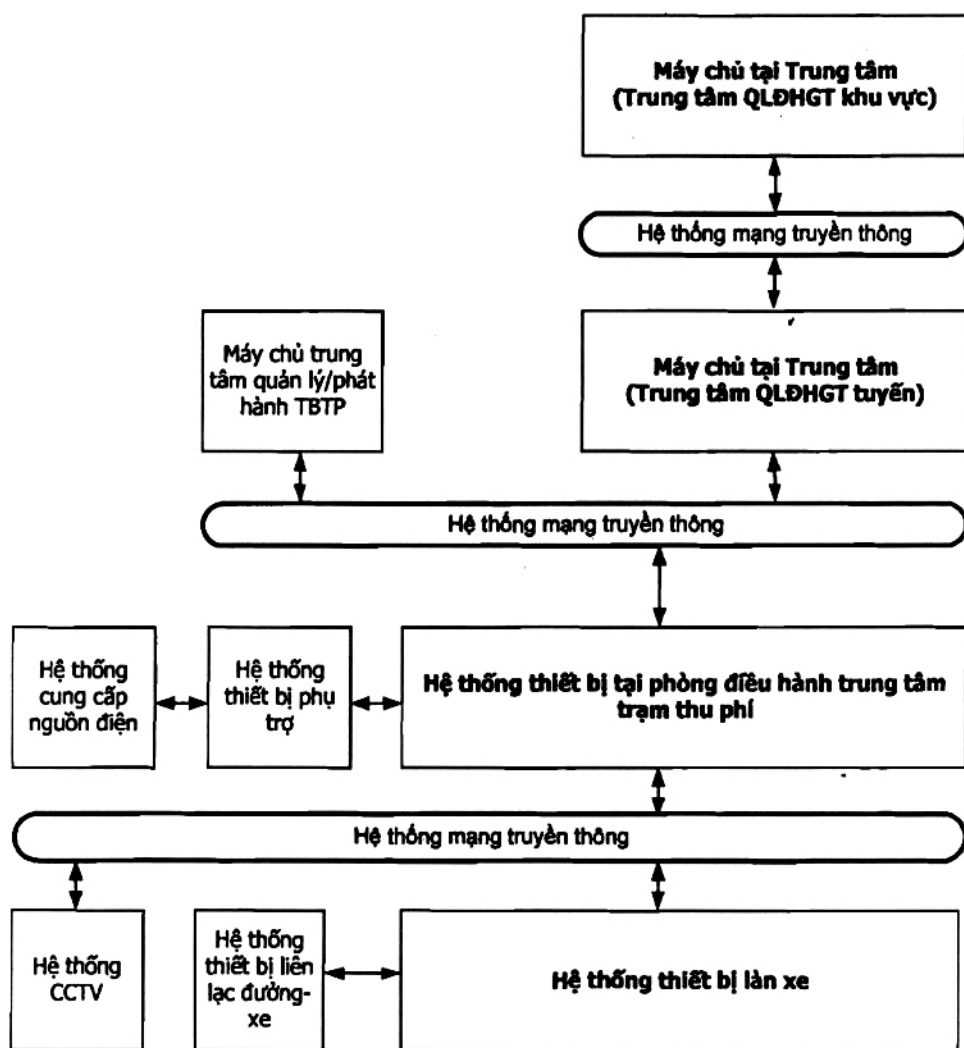 Máy chủ tại Trung tâm
(Trung tâm QLĐHGT khu vực)
Hệ thống mạng truyền thông
Máy chủ trung
tâm quản lý/phát
hành TBTP
Máy chủ tại Trung tâm
(Trung tâm QLĐHGT tuyến)
Hệ thống mạng truyền thông
Hệ thống
cung cấp
nguồn điện
Hệ thống
thiết bị phụ
trợ
Hệ thống thiết bị tại phòng điều hành trung tâm
trạm thu phí
Hệ thống mạng truyền thông
Hệ thống
CCTV
Hệ thống
thiết bị liên
lạc đường-
xe
Hệ thống thiết bị làn xe